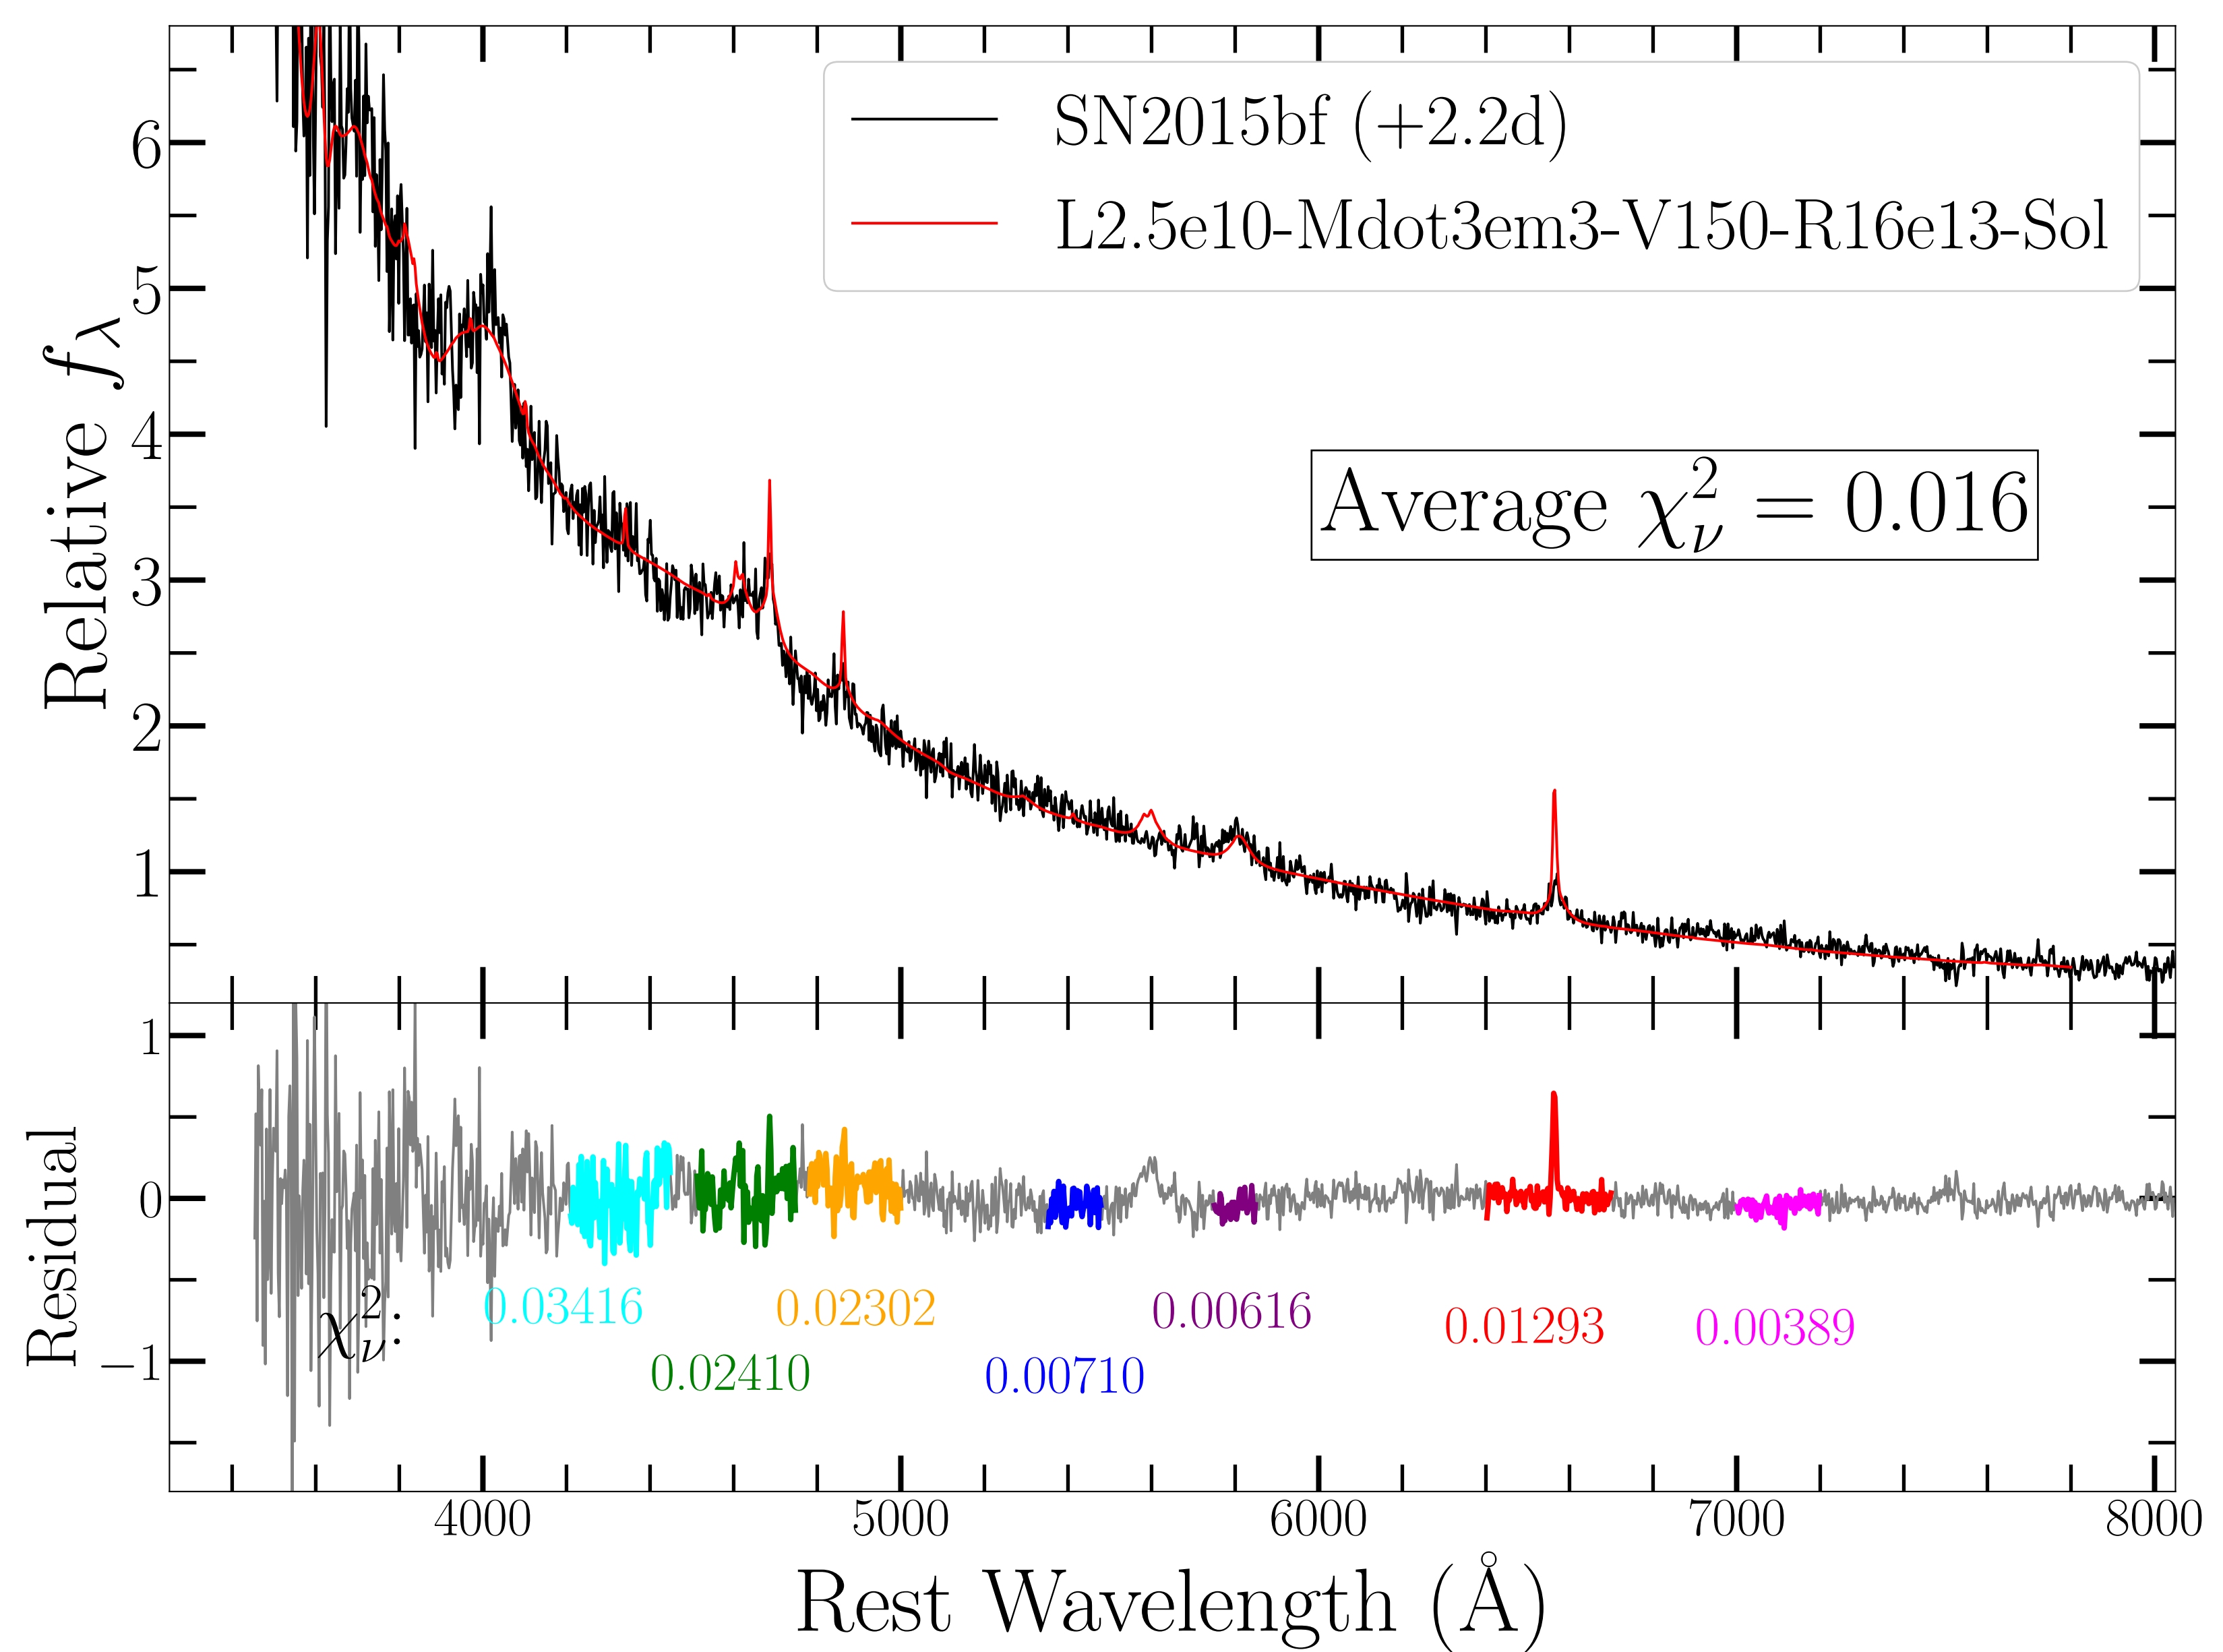 SN2015bf (+2.2d)
L2.5e10-Mdot3em3-V150-R16e13-Sol
6
5
4
3
2
1
Relative f_λ
Average χ²_ν = 0.016
1
0
−1
Residual
χ²_ν:
0.03416
0.02302
0.00616
0.01293
0.00389
0.02410
0.00710
4000 5000 6000 7000 8000
Rest Wavelength (Å)